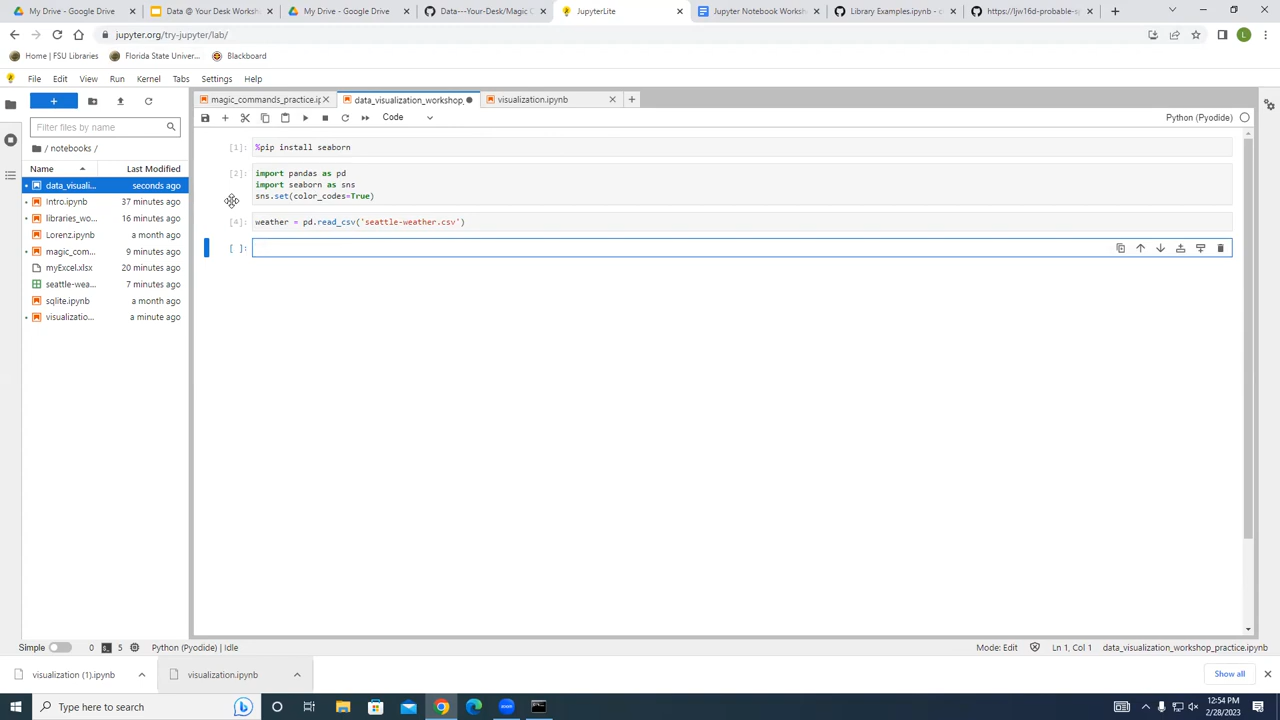 My Drive - Google Drive
Data @ Your Desk Workshop
My Drive - Google Drive
Data---Your-Desk/Magic C
JupyterLite
Jupyter Notebook Worksh
Library Examples.ipynb - c
https://ljw16d-probable-s
jupyter.org/try-jupyter/lab/
L
Home | FSU Libraries
Florida State Univer...
Blackboard
File Edit View Run Kernel Tabs Settings Help
magic_commands_practice.ip
data_visualization_workshop_
visualization.ipynb
Filter files by name
Code
Python (Pyodide)
/ notebooks /
Name Last Modified
data_visuali... seconds ago
Intro.ipynb 37 minutes ago
libraries_wo... 16 minutes ago
Lorenz.ipynb a month ago
magic_com... 9 minutes ago
myExcel.xlsx 20 minutes ago
seattle-wea... 7 minutes ago
sqlite.ipynb a month ago
visualizatio... a minute ago
[1]: %pip install seaborn
[2]: import pandas as pd
import seaborn as sns
sns.set(color_codes=True)
[4]: weather = pd.read_csv('seattle-weather.csv')
[ ]:
Simple 0 5 Python (Pyodide) | Idle
Mode: Edit Ln 1, Col 1 data_visualization_workshop_practice.ipynb
visualization (1).ipynb
visualization.ipynb
Show all
Type here to search
12:54 PM
2/28/2023